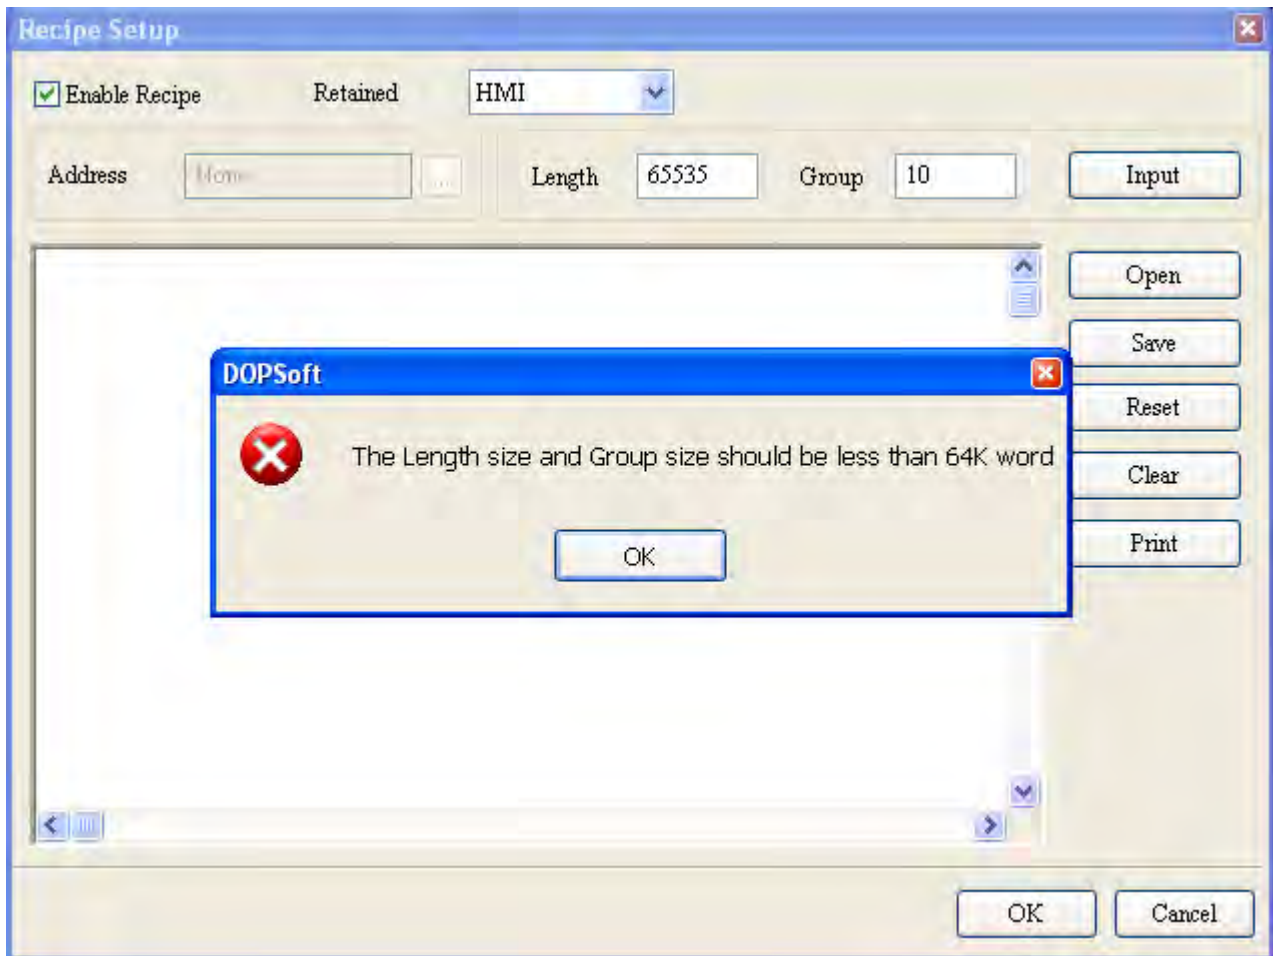 Recipe Setup
Enable Recipe Retained HMI
Address None Length 65535 Group 10 Input
Open
Save
DOPSoft
Reset
The Length size and Group size should be less than 64K word
Clear
OK
Print
OK Cancel